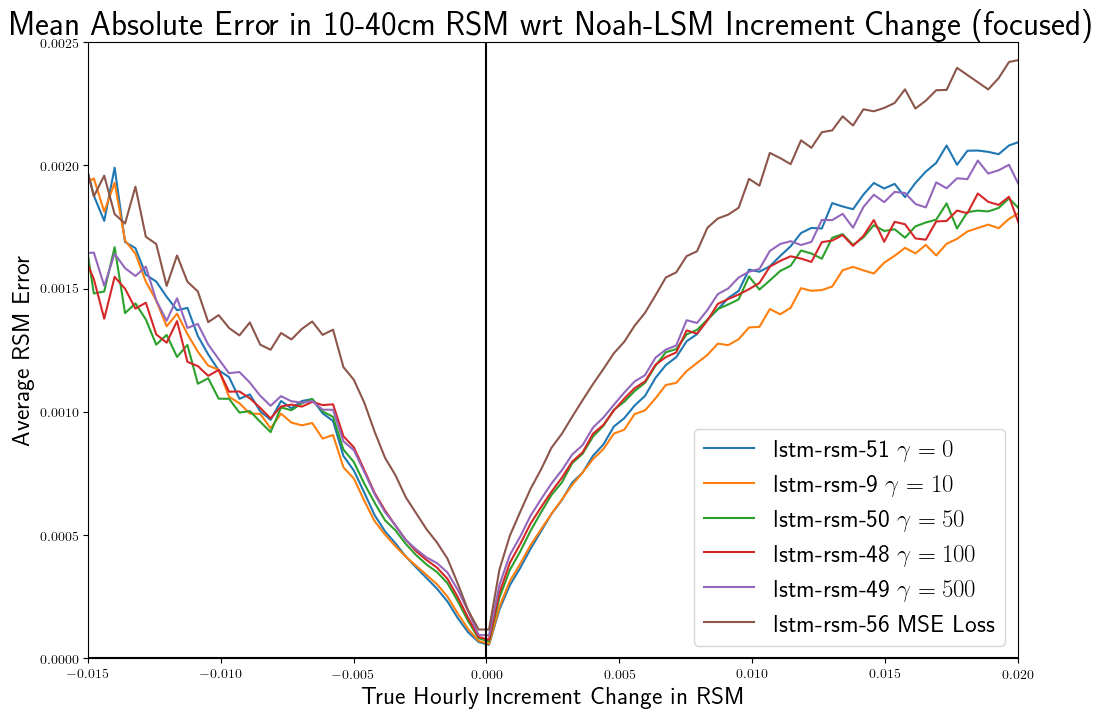 Mean Absolute Error in 10-40cm RSM wrt Noah-LSM Increment Change (focused)
0.0025
0.0020
0.0015
0.0010
0.0005
0.0000
Average RSM Error
−0.015 −0.010 −0.005 0.000 0.005 0.010 0.015 0.020
True Hourly Increment Change in RSM
lstm-rsm-51 γ = 0
lstm-rsm-9 γ = 10
lstm-rsm-50 γ = 50
lstm-rsm-48 γ = 100
lstm-rsm-49 γ = 500
lstm-rsm-56 MSE Loss